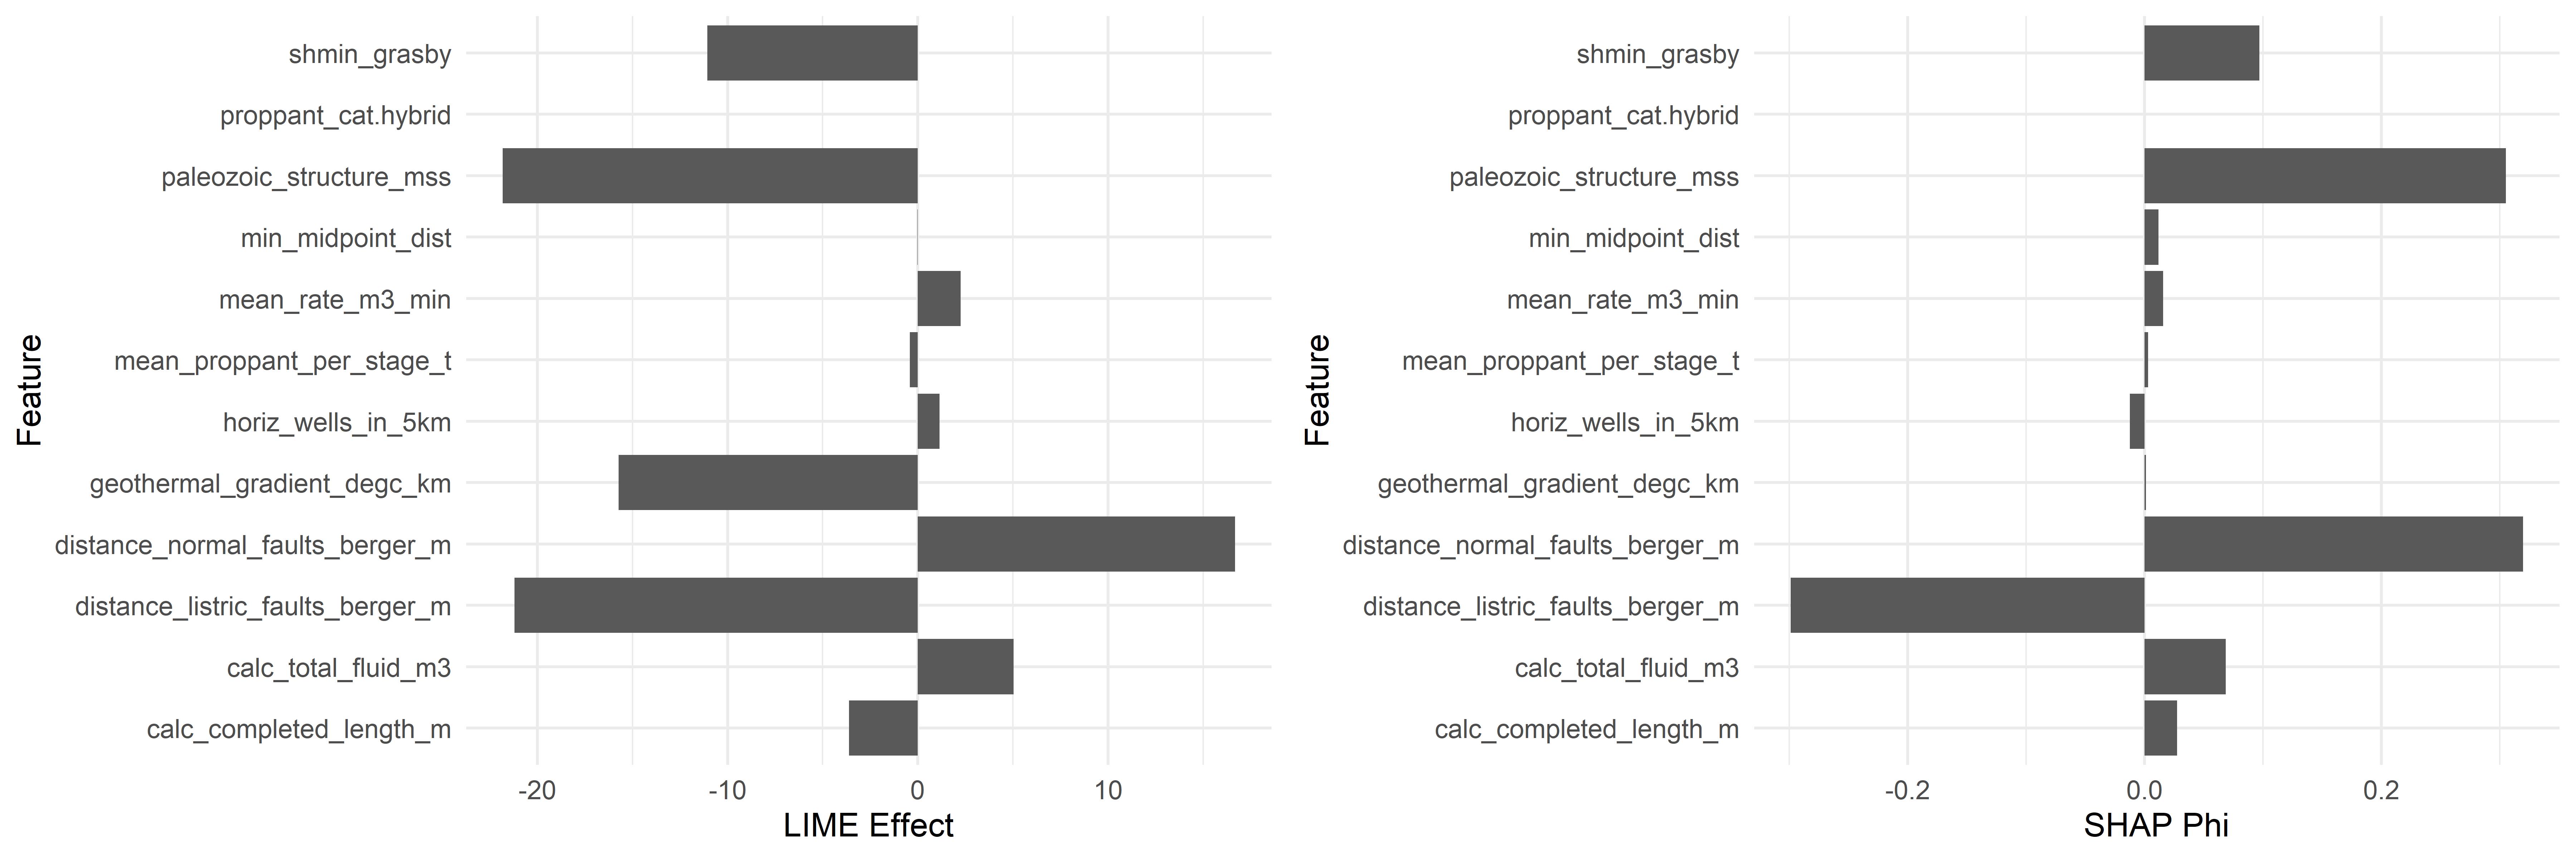 Feature
shmin_grasby
proppant_cat.hybrid
paleozoic_structure_mss
min_midpoint_dist
mean_rate_m3_min
mean_proppant_per_stage_t
horiz_wells_in_5km
geothermal_gradient_degc_km
distance_normal_faults_berger_m
distance_listric_faults_berger_m
calc_total_fluid_m3
calc_completed_length_m
-20 -10 0 10
LIME Effect
Feature
shmin_grasby
proppant_cat.hybrid
paleozoic_structure_mss
min_midpoint_dist
mean_rate_m3_min
mean_proppant_per_stage_t
horiz_wells_in_5km
geothermal_gradient_degc_km
distance_normal_faults_berger_m
distance_listric_faults_berger_m
calc_total_fluid_m3
calc_completed_length_m
-0.2 0.0 0.2
SHAP Phi